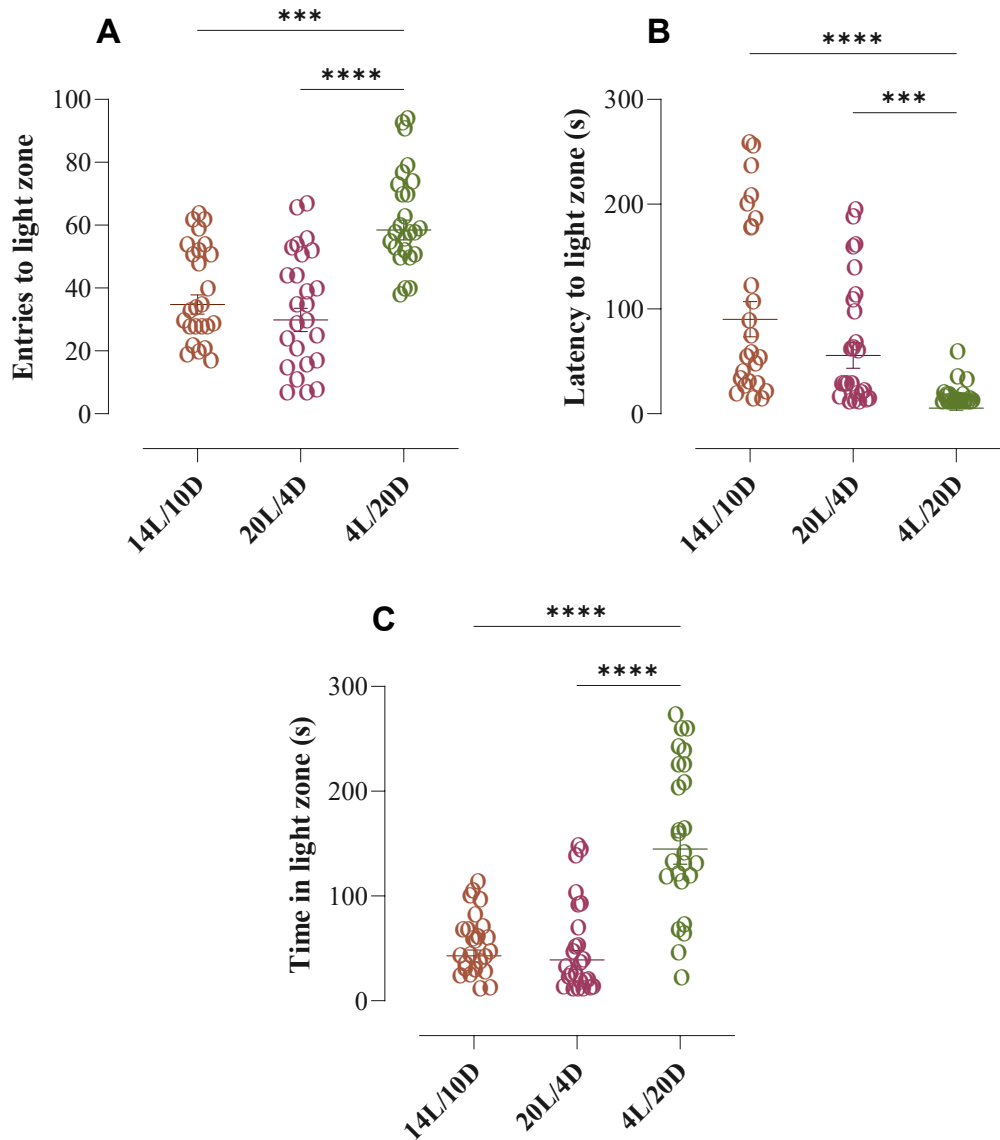 A
***
****
Entries to light zone
100
80
60
40
20
0
14L/10D
20L/4D
4L/20D
B
****
***
Latency to light zone (s)
300
200
100
0
14L/10D
20L/4D
4L/20D
C
****
****
Time in light zone (s)
300
200
100
0
14L/10D
20L/4D
4L/20D